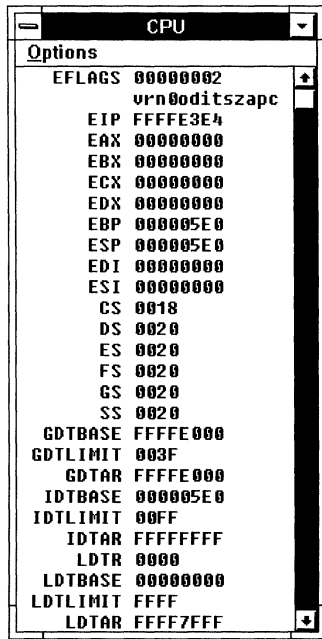 CPU
Options
EFLAGS 00000002
vrn0oditszapc
EIP FFFFE3E4
EAX 00000000
EBX 00000000
ECX 00000000
EDX 00000000
EBP 000005E0
ESP 000005E0
EDI 00000000
ESI 00000000
CS 0018
DS 0020
ES 0020
FS 0020
GS 0020
SS 0020
GDTBASE FFFFE000
GDTLIMIT 003F
GDTAR FFFFE000
IDTBASE 000005E0
IDTLIMIT 00FF
IDTAR FFFFFFFF
LDTR 0000
LDTBASE 00000000
LDTLIMIT FFFF
LDTAR FFFF7FFF